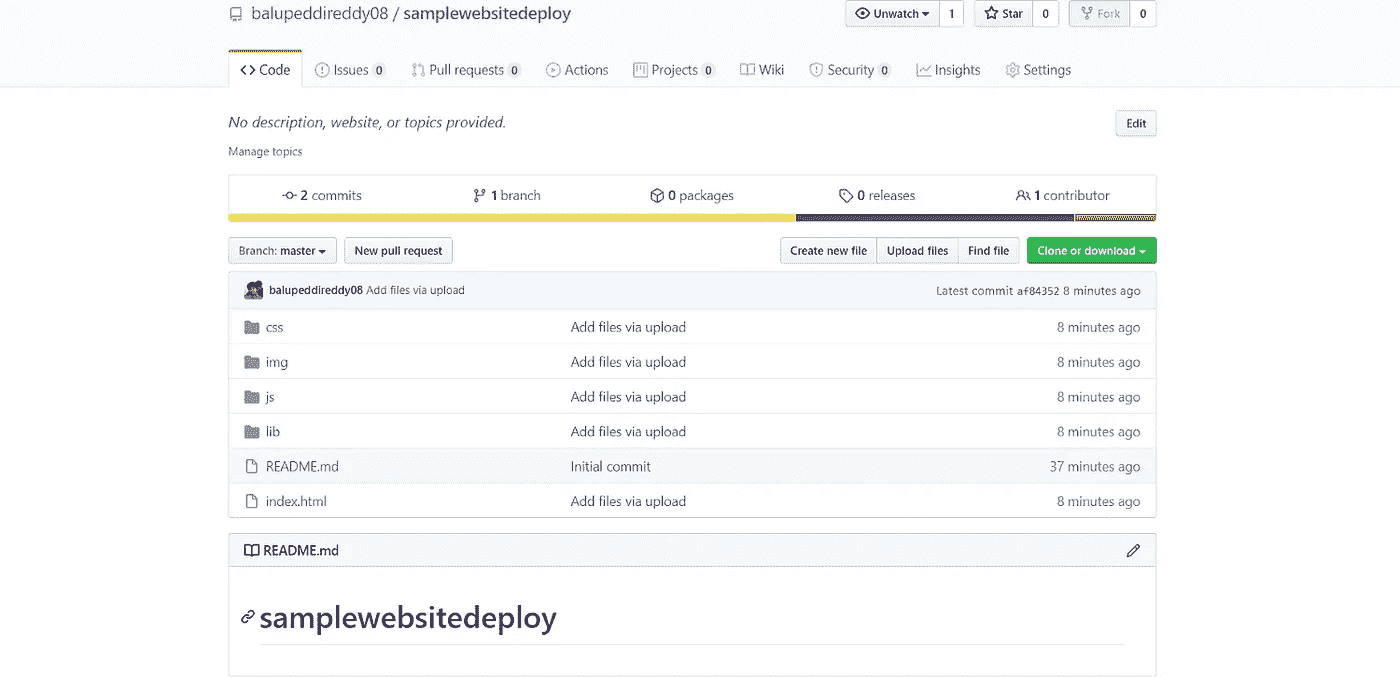 balupeddireddy08 / samplewebsitedeploy Unwatch 1 Star 0 Fork 0
Code Issues 0 Pull requests 0 Actions Projects 0 Wiki Security 0 Insights Settings
No description, website, or topics provided. Edit
Manage topics
2 commits 1 branch 0 packages 0 releases 1 contributor
Branch: master New pull request Create new file Upload files Find file Clone or download
balupeddireddy08 Add files via upload Latest commit af84352 8 minutes ago
css Add files via upload 8 minutes ago
img Add files via upload 8 minutes ago
js Add files via upload 8 minutes ago
lib Add files via upload 8 minutes ago
README.md Initial commit 37 minutes ago
index.html Add files via upload 8 minutes ago
README.md
samplewebsitedeploy